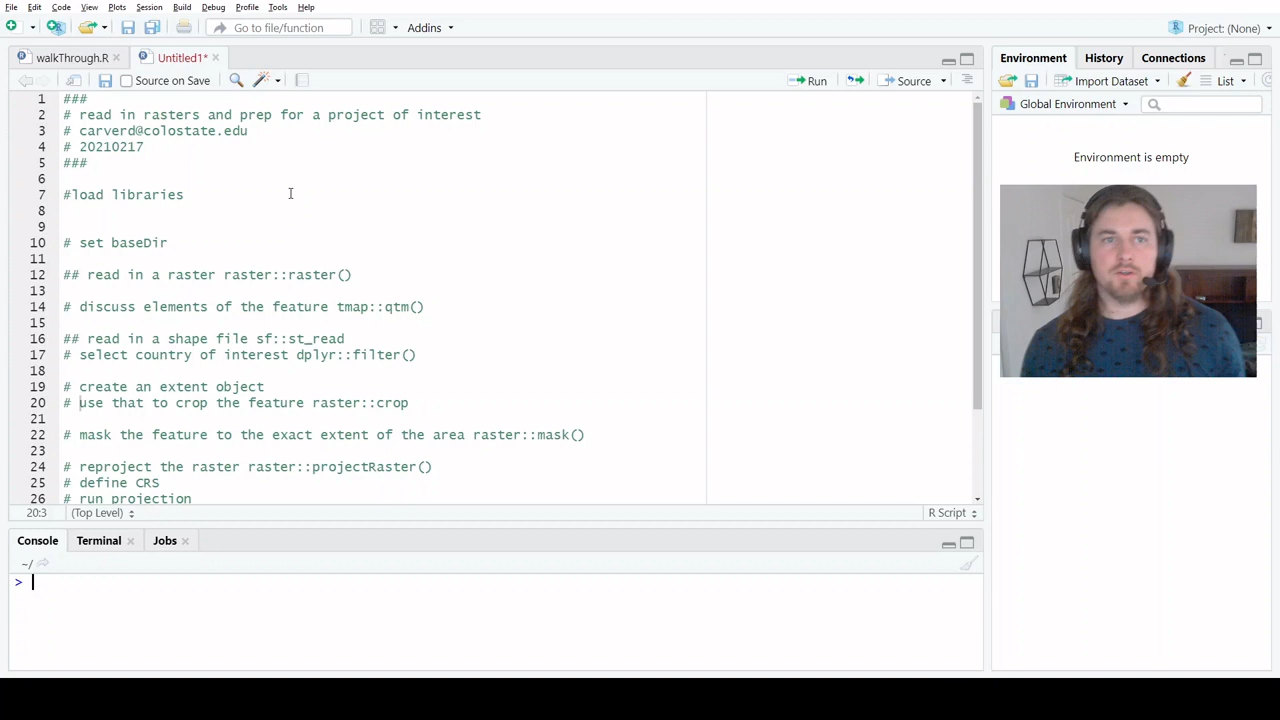 File Edit Code View Plots Session Build Debug Profile Tools Help
Go to file/function Addins Project: (None)
walkThrough.R Untitled1*
Source on Save Run Source
1 ###
2 # read in rasters and prep for a project of interest
3 # carverd@colostate.edu
4 # 20210217
5 ###
6
7 #load libraries
8
9
10 # set baseDir
11
12 ## read in a raster raster::raster()
13
14 # discuss elements of the feature tmap::qtm()
15
16 ## read in a shape file sf::st_read
17 # select country of interest dplyr::filter()
18
19 # create an extent object
20 # use that to crop the feature raster::crop
21
22 # mask the feature to the exact extent of the area raster::mask()
23
24 # reproject the raster raster::projectRaster()
25 # define CRS
26 # run projection
20:3 (Top Level) R Script
Console Terminal Jobs
~/
>
Environment History Connections
Import Dataset List
Global Environment
Environment is empty